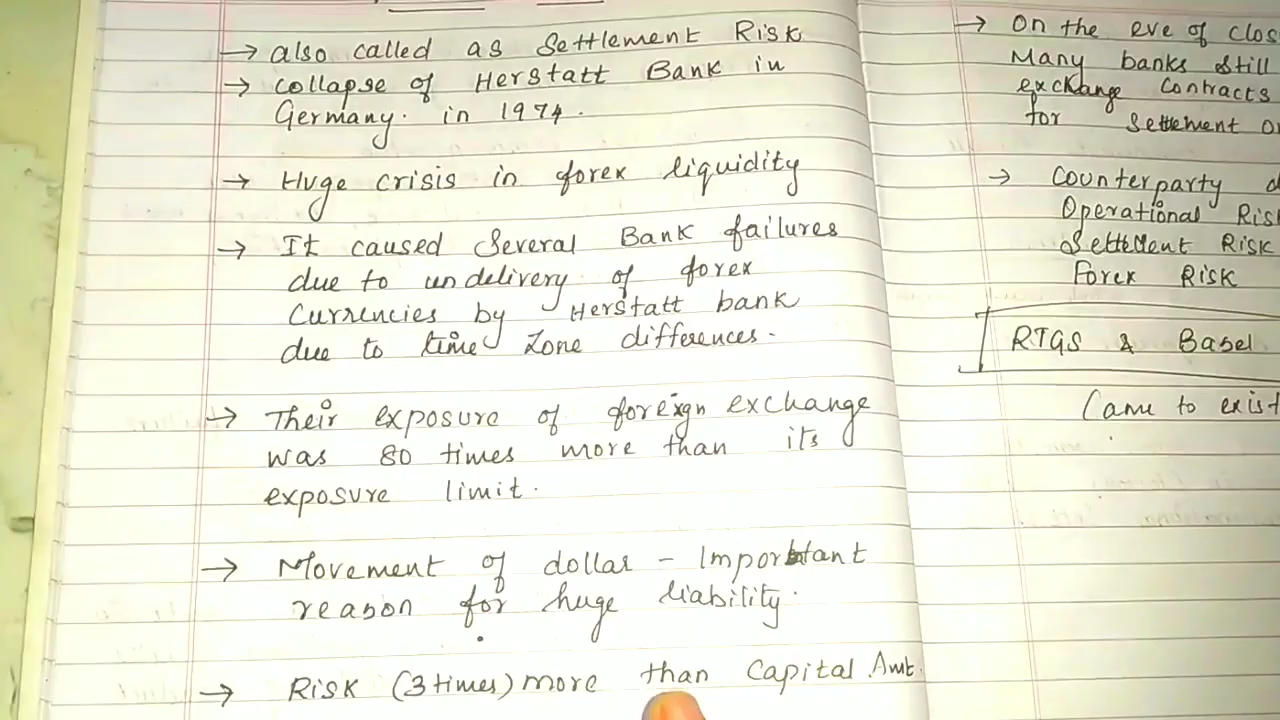 → also called as Settlement Risk
→ collapse of Herstatt Bank in
Germany. in 1974.
→ Huge crisis in forex liquidity
→ It caused Several Bank failures
due to undelivery of forex
Currencies by Herstatt bank
due to time Zone differences.
→ Their exposure of foreign exchange
was 80 times more than its
exposure limit.
→ Movement of dollar - Important
reason for huge liability.
→ Risk (3 times) more than Capital Amt.
→ On the eve of clos
Many banks still
exchange Contracts
for Settlement
→ Counterparty
Operational Ris
Settlement Risk
Forex Risk
RTGS & Basel
Came to exist